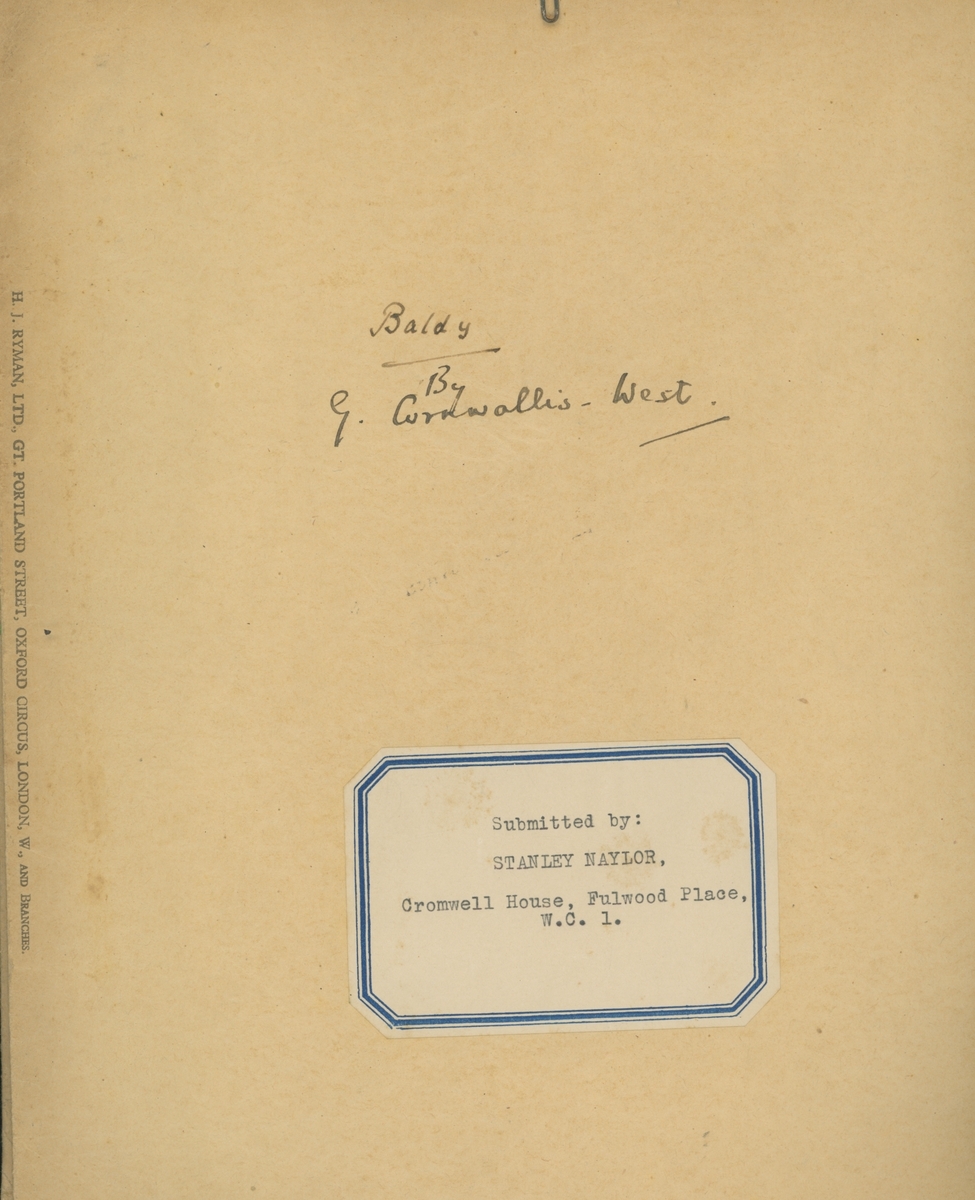 Baldy
By
G. Cornwallis-West.
Submitted by:
STANLEY NAYLOR,
Cromwell House, Fulwood Place,
W.C. 1.
H. J. RYMAN, LTD., GT. PORTLAND STREET, OXFORD CIRCUS, LONDON, W., AND BRANCHES.